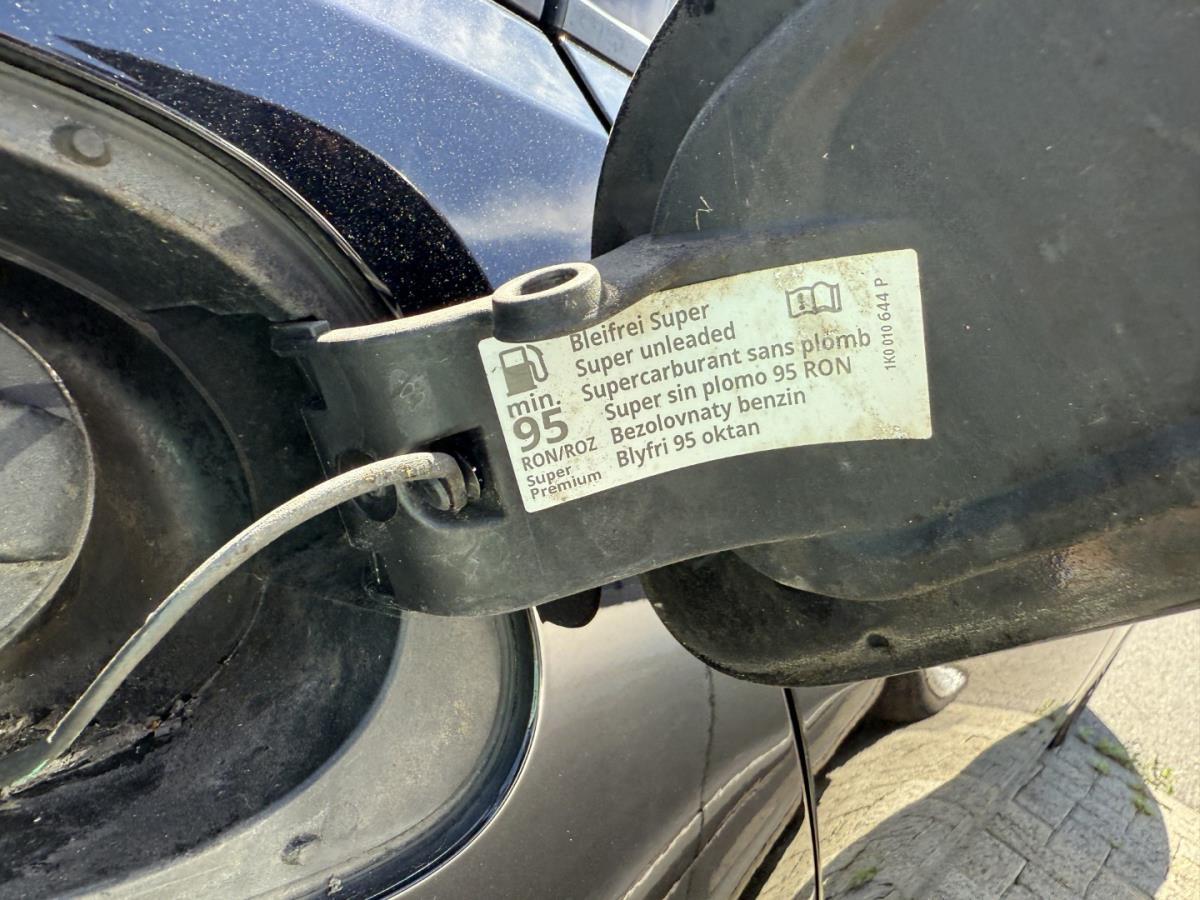 Bleifrei Super
Super unleaded
Supercarburant sans plomb
Super sin plomo 95 RON
Bezolovnaty benzin
Blyfri 95 oktan
min.
95
RON/ROZ
Super
Premium
1K0 010 644 P